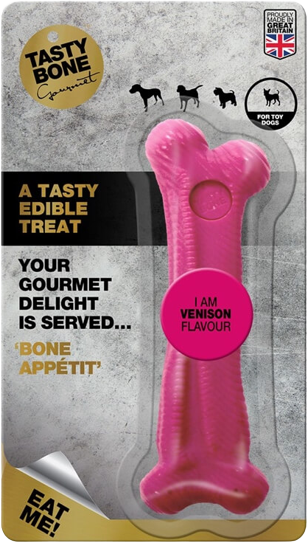 TASTY
BONE
Gourmet
PROUDLY
MADE IN
GREAT
BRITAIN
FOR TOY
DOGS
A TASTY
EDIBLE
TREAT
YOUR
GOURMET
DELIGHT
IS SERVED...
'BONE
APPÉTIT'
I AM
VENISON
FLAVOUR
EAT
ME!